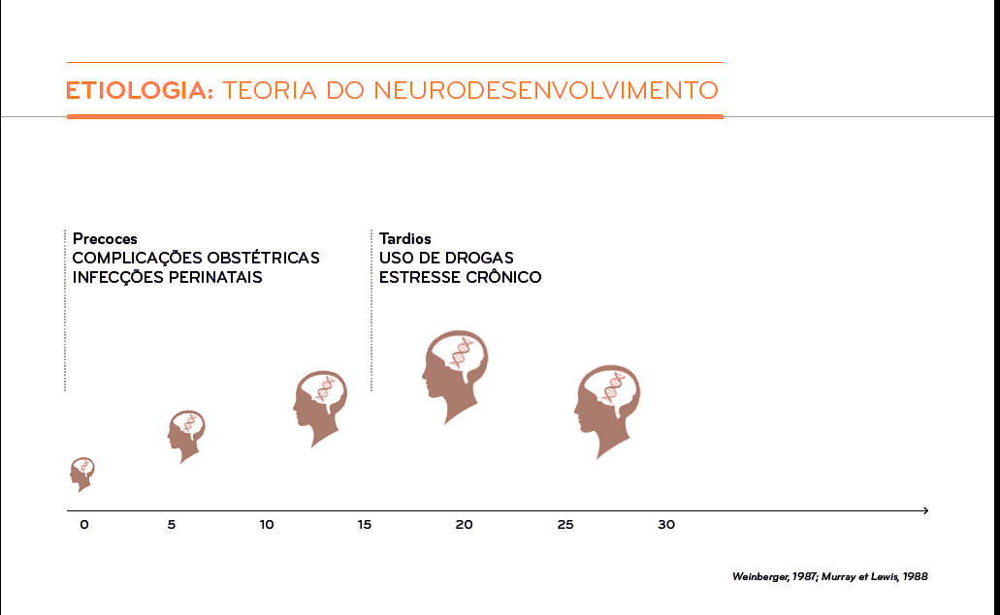 ETIOLOGIA: TEORIA DO NEURODESENVOLVIMENTO
Precoces
COMPLICAÇÕES OBSTÉTRICAS
INFECÇÕES PERINATAIS
Tardios
USO DE DROGAS
ESTRESSE CRÔNICO
0 5 10 15 20 25 30
Weinberger, 1987; Murray et Lewis, 1988